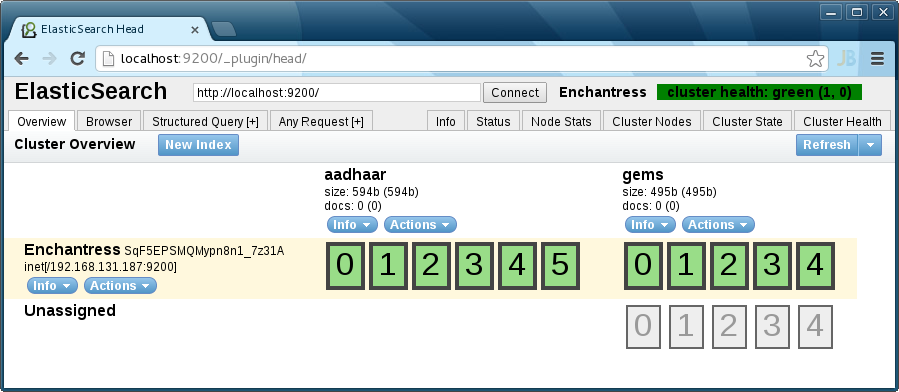 ElasticSearch Head
localhost:9200/_plugin/head/
JB
ElasticSearch http://localhost:9200/ Connect Enchantress cluster health: green (1, 0)
Overview Browser Structured Query [+] Any Request [+] Info Status Node Stats Cluster Nodes Cluster State Cluster Health
Cluster Overview New Index Refresh
aadhaar gems
size: 594b (594b) size: 495b (495b)
docs: 0 (0) docs: 0 (0)
Info Actions Info Actions
Enchantress SqF5EPSMQMypn8n1_7z31A 0 1 2 3 4 5 0 1 2 3 4
inet[/192.168.131.187:9200]
Info Actions
Unassigned 0 1 2 3 4